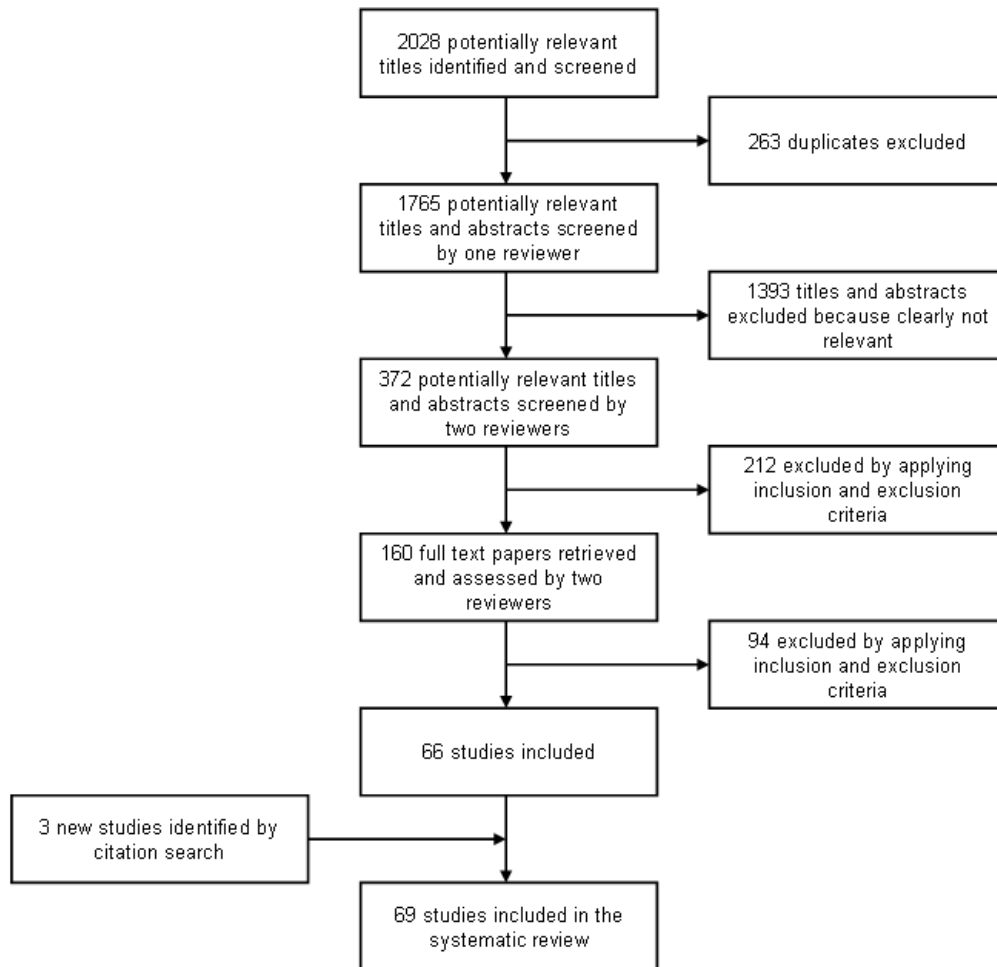 2028 potentially relevant
titles identified and screened
263 duplicates excluded
1765 potentially relevant
titles and abstracts screened
by one reviewer
1393 titles and abstracts
excluded because clearly not
relevant
372 potentially relevant titles
and abstracts screened by
two reviewers
212 excluded by applying
inclusion and exclusion
criteria
160 full text papers retrieved
and assessed by two
reviewers
94 excluded by applying
inclusion and exclusion
criteria
66 studies included
3 new studies identified by
citation search
69 studies included in the
systematic review